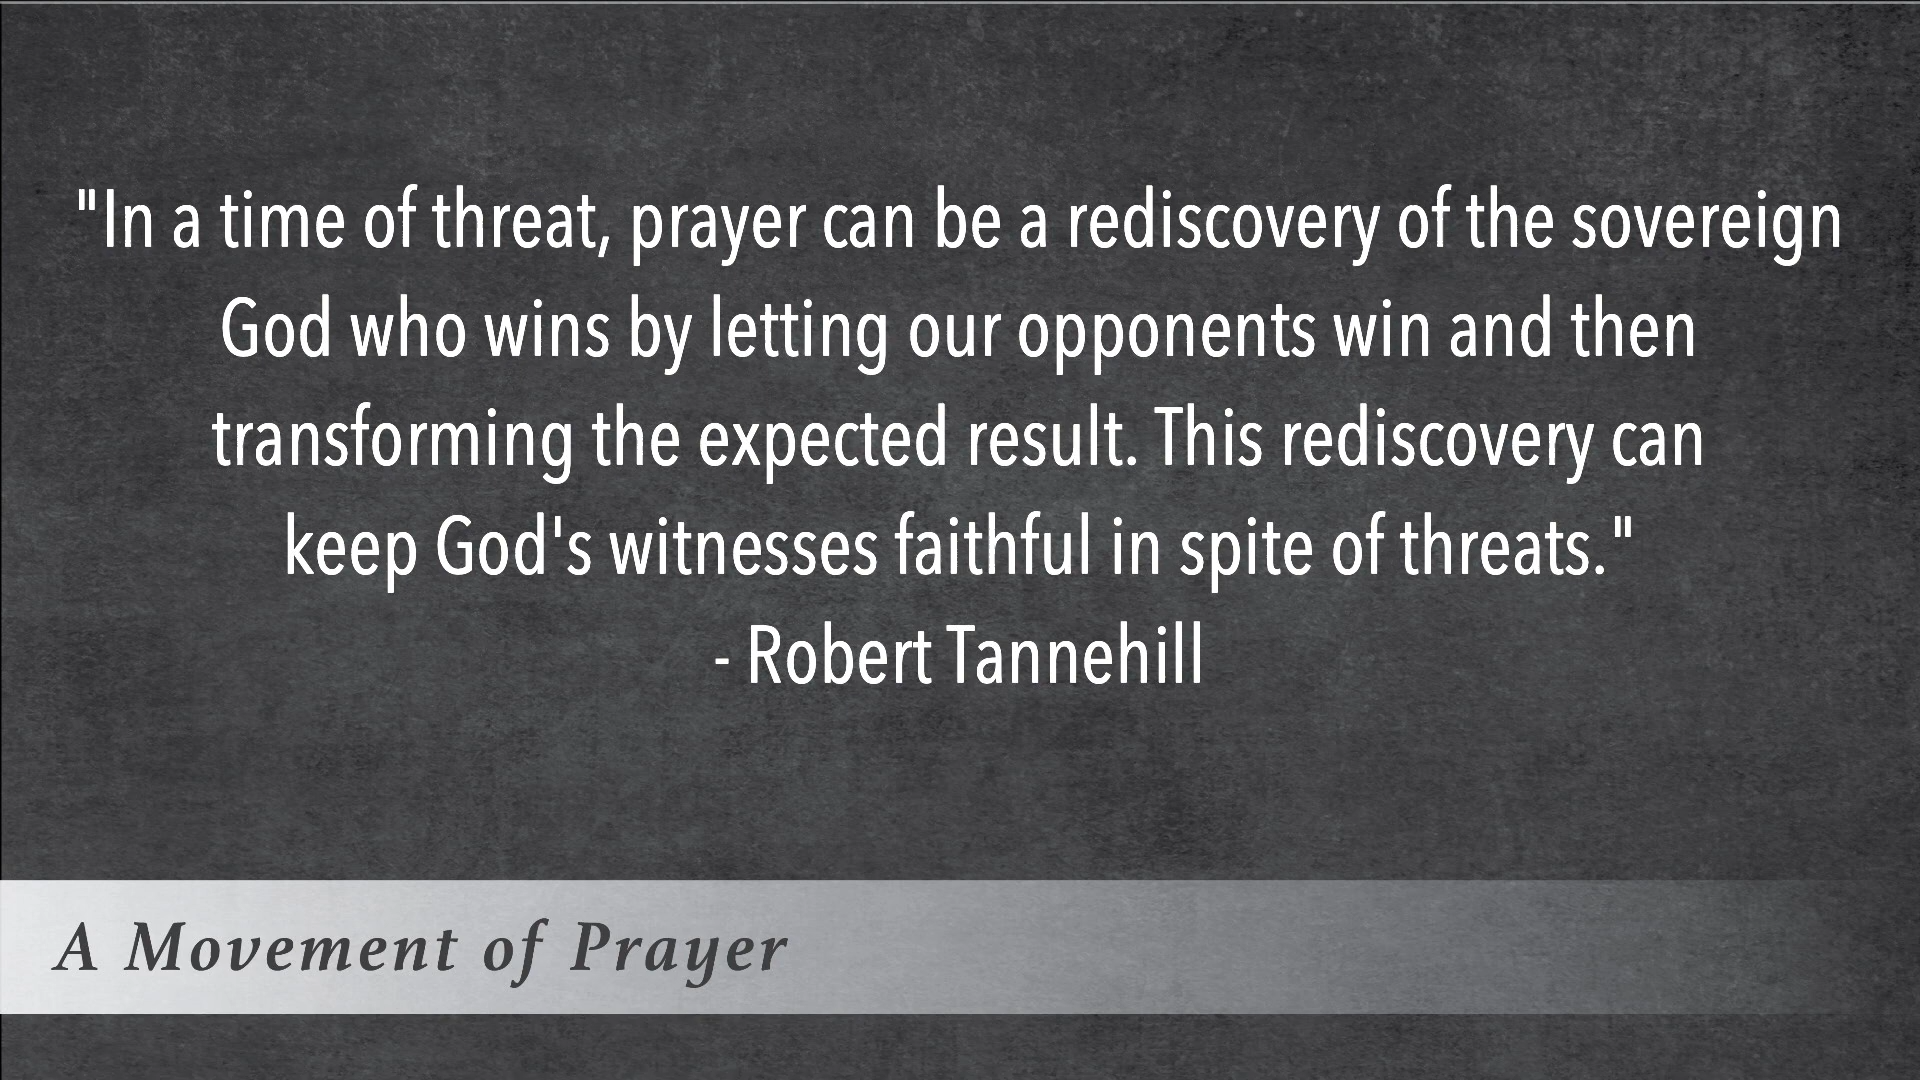 "In a time of threat, prayer can be a rediscovery of the sovereign
God who wins by letting our opponents win and then
transforming the expected result. This rediscovery can
keep God's witnesses faithful in spite of threats."
- Robert Tannehill
A Movement of Prayer